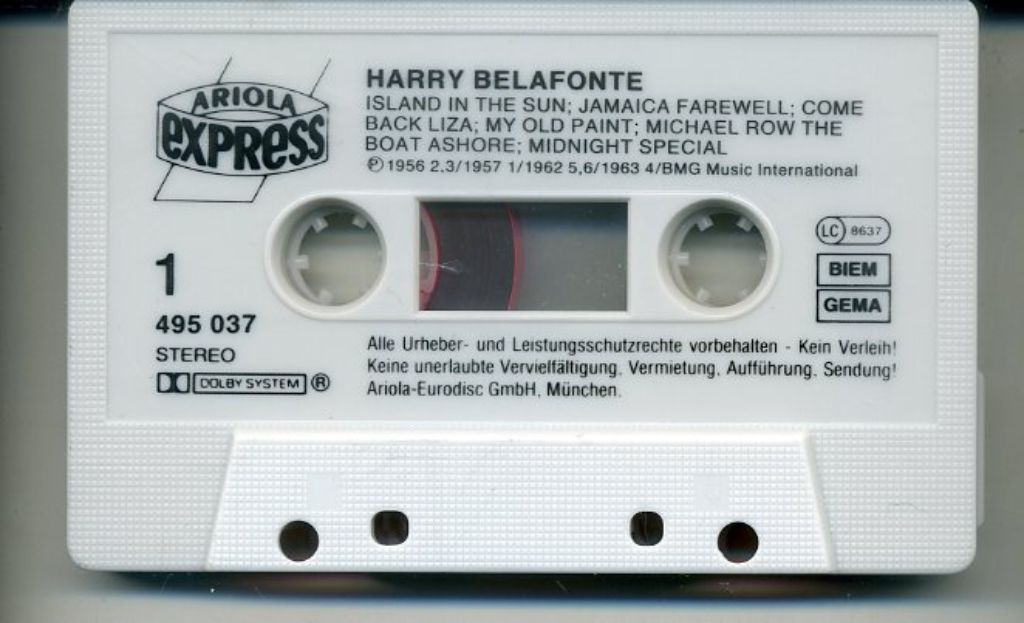 ARIOLA
EXPRESS
HARRY BELAFONTE
ISLAND IN THE SUN; JAMAICA FAREWELL; COME
BACK LIZA; MY OLD PAINT; MICHAEL ROW THE
BOAT ASHORE; MIDNIGHT SPECIAL
℗ 1956 2,3/1957 1/1962 5,6/1963 4/BMG Music International
LC 8637
BIEM
GEMA
1
495 037
STEREO
DOLBY SYSTEM ®
Alle Urheber- und Leistungsschutzrechte vorbehalten - Kein Verleih!
Keine unerlaubte Vervielfältigung, Vermietung, Aufführung, Sendung!
Ariola-Eurodisc GmbH, München.